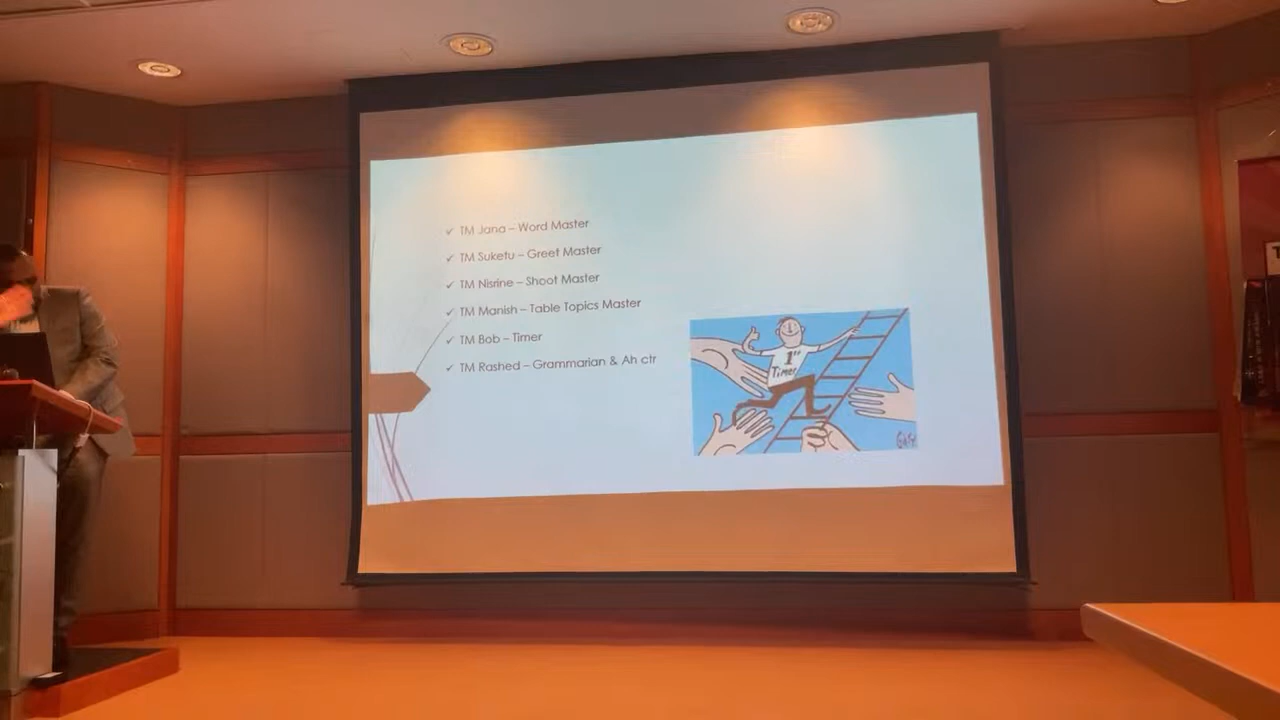 ✓ TM Jana – Word Master
✓ TM Suketu – Greet Master
✓ TM Nisrine – Shoot Master
✓ TM Manish – Table Topics Master
✓ TM Bob – Timer
✓ TM Rashed – Grammarian & Ah ctr
1st
Timer